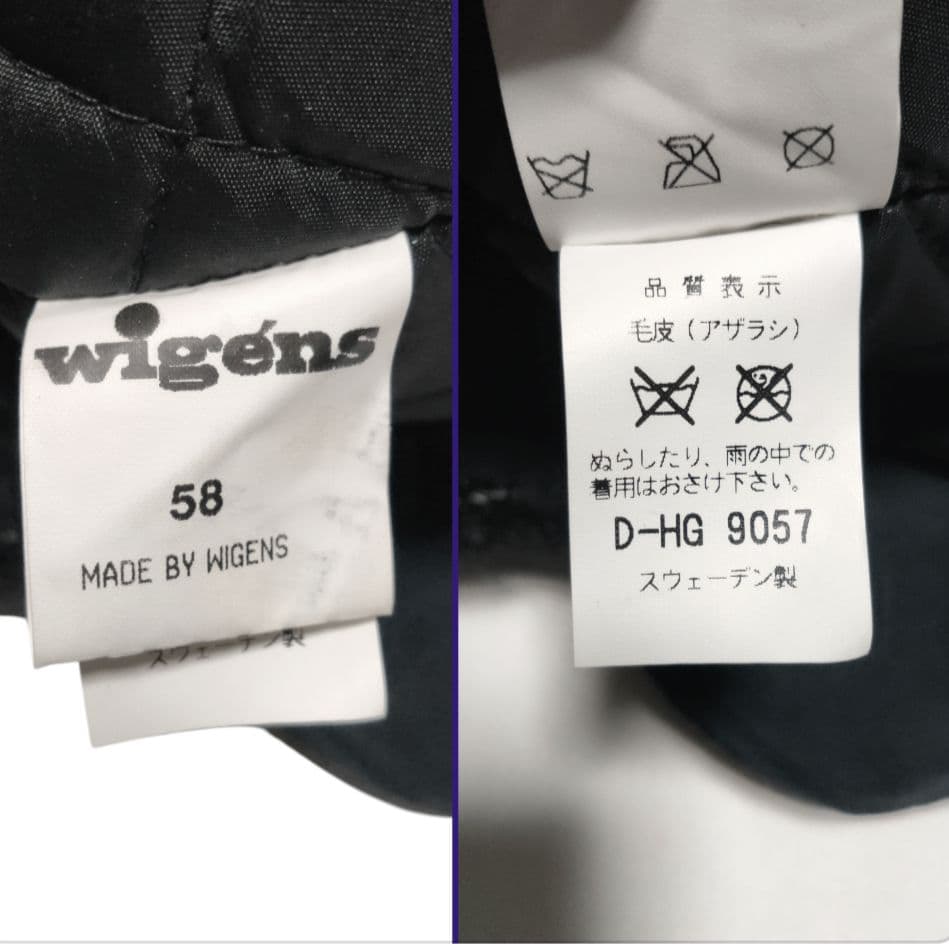 wigéns
58
MADE BY WIGENS
スウェーデン製
品質表示
毛皮(アザラシ)
ぬらしたり、雨の中での
着用はおさけ下さい。
D-HG 9057
スウェーデン製